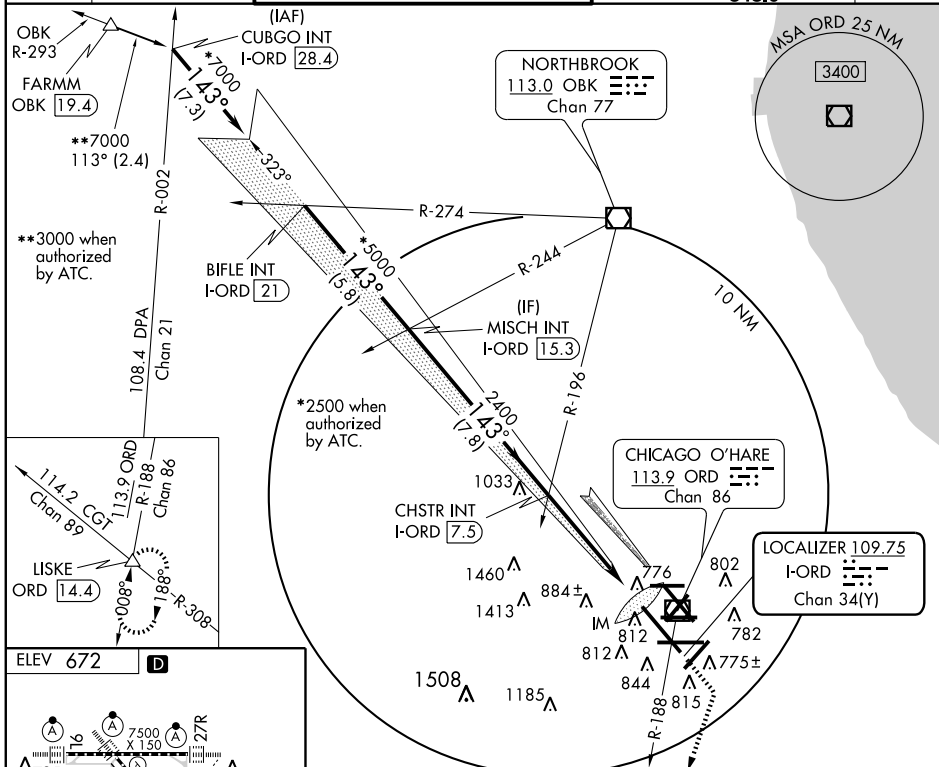 OBK
R-293
FARMM
OBK 19.4
**7000
113° (2.4)
(IAF)
CUBGO INT
I-ORD 28.4
*7000
143°
(7.3)
323°
NORTHBROOK
113.0 OBK
Chan 77
MSA ORD 25 NM
3400
R-002
R-274
**3000 when
authorized
by ATC.
BIFLE INT
I-ORD 21
*5000
143°
(5.8)
R-244
10 NM
(IF)
MISCH INT
I-ORD 15.3
108.4 DPA
Chan 21
R-196
*2500 when
authorized
by ATC.
2400
143°
(7.8)
CHICAGO O'HARE
113.9 ORD
Chan 86
113.9 ORD
R-188
Chan 86
114.2 CGT
Chan 89
LISKE
ORD 14.4
008°
188°
R-308
1033
CHSTR INT
I-ORD 7.5
LOCALIZER 109.75
I-ORD
Chan 34(Y)
1460
1413
884±
776
802
IM
812
782
812
844
775±
815
1508
1185
R-188
ELEV 672 D
A
A
A
7500
X 150
27R
A